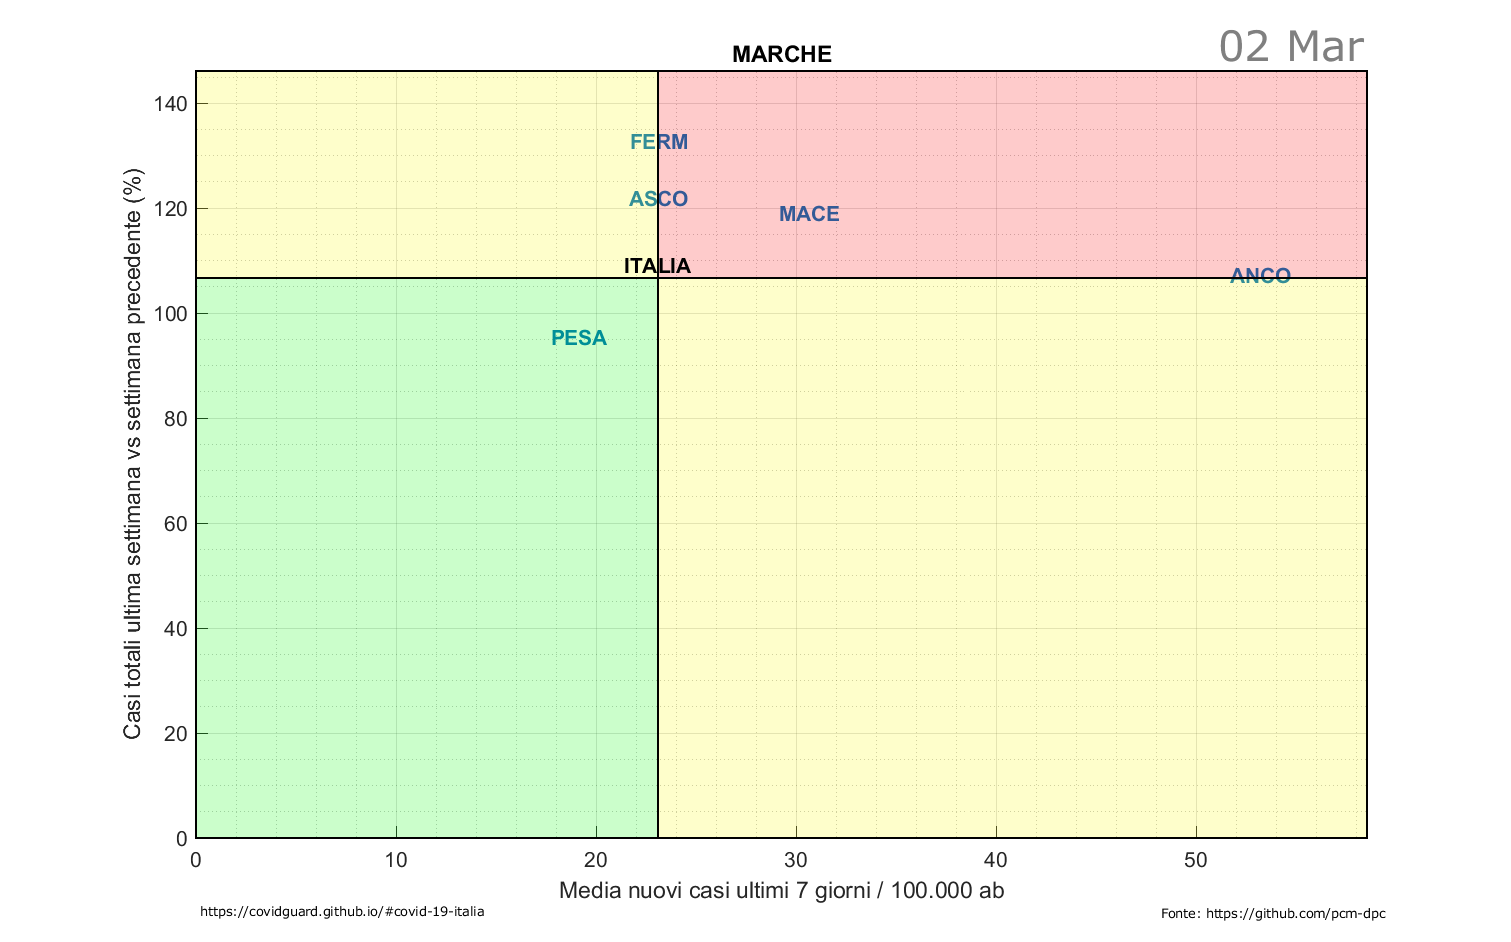 MARCHE
02 Mar
Casi totali ultima settimana vs settimana precedente (%)
140
120
100
80
60
40
20
0
FERM
ASCO
MACE
ITALIA
ANCO
PESA
0 10 20 30 40 50
Media nuovi casi ultimi 7 giorni / 100.000 ab
https://covidguard.github.io/#covid-19-italia
Fonte: https://github.com/pcm-dpc